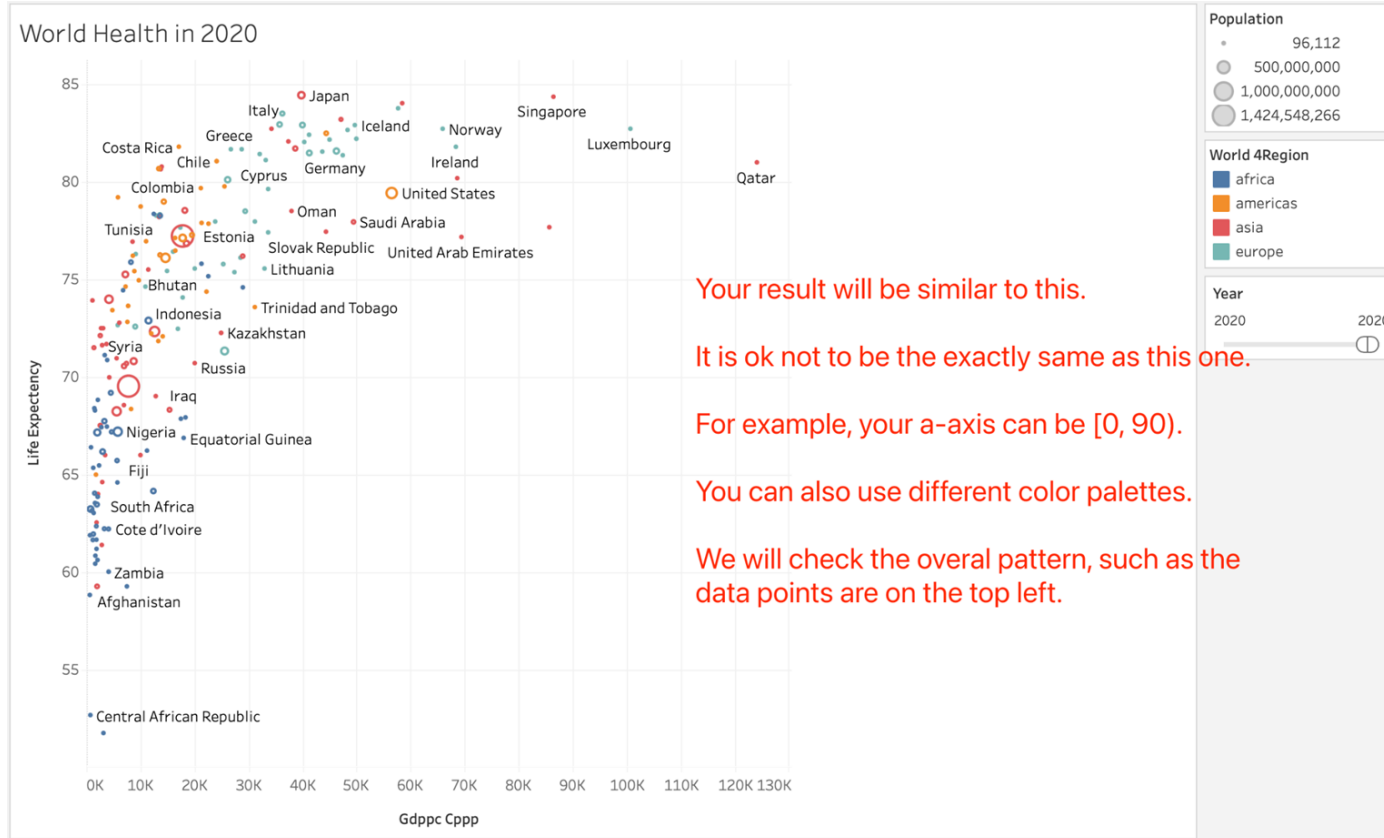 World Health in 2020
Population
96,112
500,000,000
1,000,000,000
1,424,548,266
World 4Region
africa
americas
asia
europe
Year
2020 2020
85
80
75
70
65
60
55
Life Expectency
Japan
Italy
Singapore
Iceland
Norway
Greece
Luxembourg
Costa Rica
Ireland
Chile
Germany
Cyprus
Qatar
Colombia
United States
Oman
Saudi Arabia
Tunisia
Estonia
Slovak Republic
United Arab Emirates
Lithuania
Bhutan
Trinidad and Tobago
Indonesia
Kazakhstan
Syria
Russia
Iraq
Nigeria
Equatorial Guinea
Fiji
South Africa
Cote d'Ivoire
Zambia
Afghanistan
Central African Republic
Your result will be similar to this.
It is ok not to be the exactly same as this one.
For example, your a-axis can be [0, 90).
You can also use different color palettes.
We will check the overal pattern, such as the
data points are on the top left.
0K 10K 20K 30K 40K 50K 60K 70K 80K 90K 100K 110K 120K 130K
Gdppc Cppp